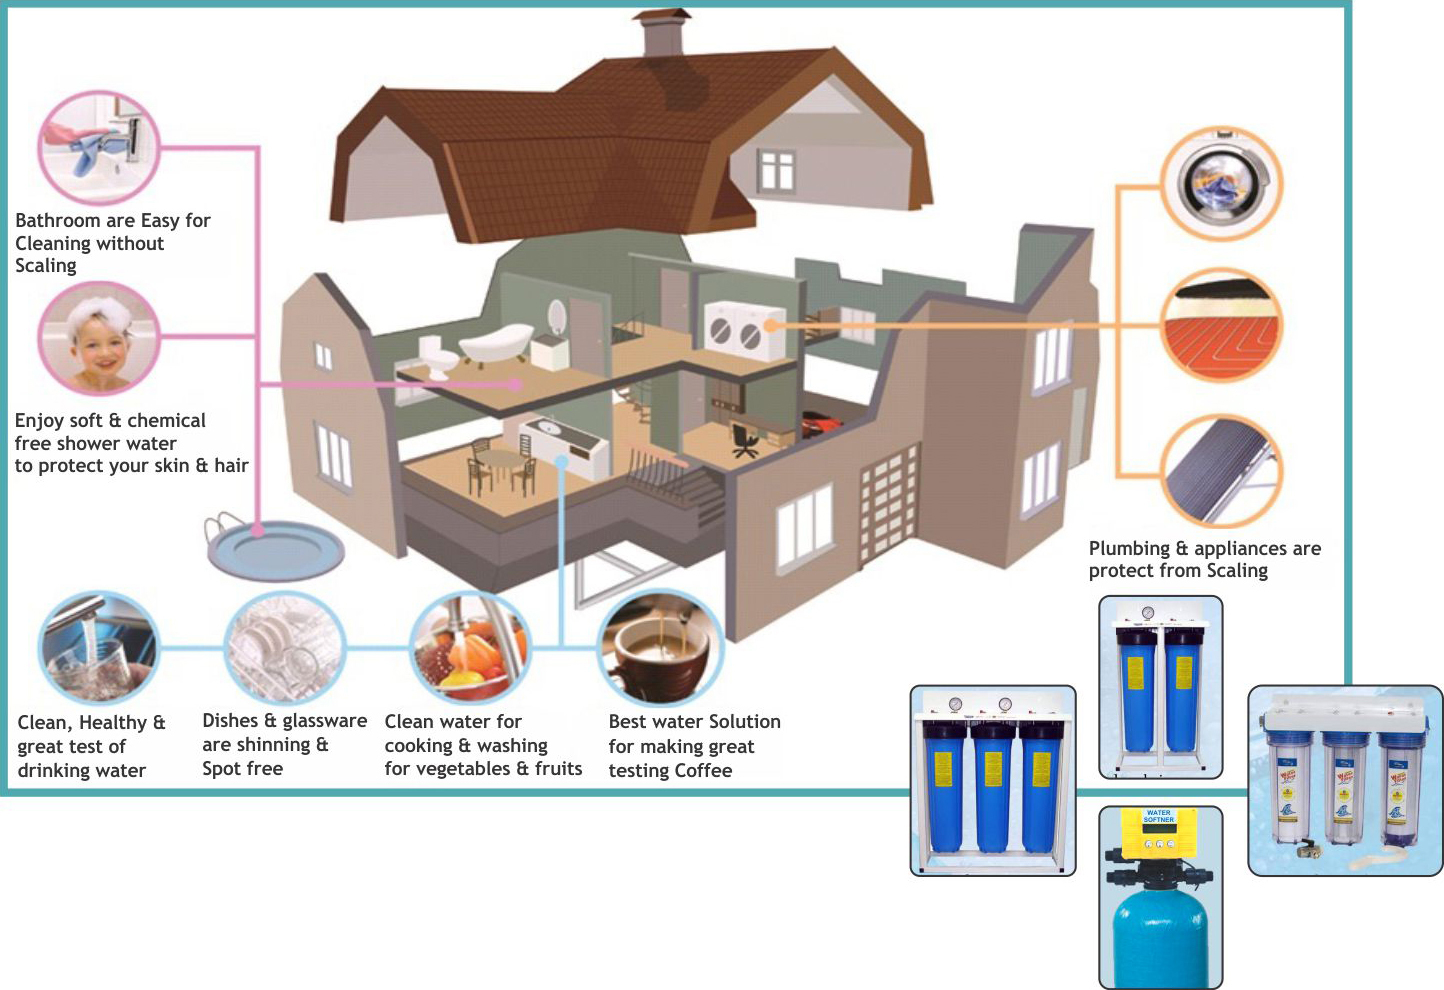 Bathroom are Easy for
Cleaning without
Scaling
Enjoy soft & chemical
free shower water
to protect your skin & hair
Plumbing & appliances are
protect from Scaling
Clean, Healthy &
great test of
drinking water
Dishes & glassware
are shinning &
Spot free
Clean water for
cooking & washing
for vegetables & fruits
Best water Solution
for making great
testing Coffee
WATER
SOFTNER